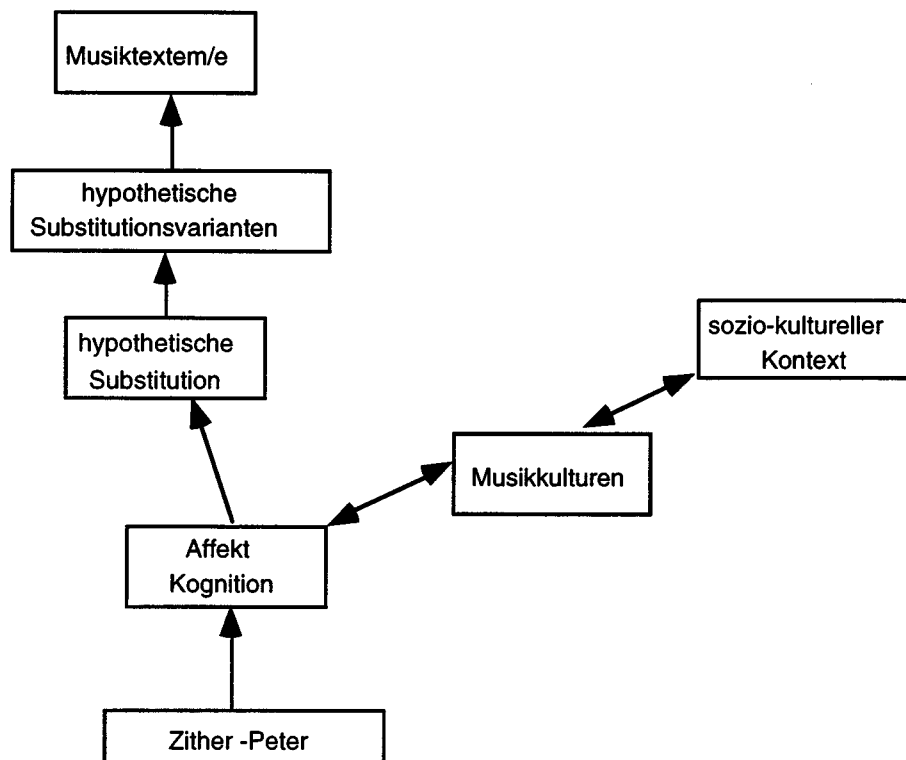 Musiktextem/e
hypothetische
Substitutionsvarianten
hypothetische
Substitution
sozio-kultureller
Kontext
Musikkulturen
Affekt
Kognition
Zither -Peter